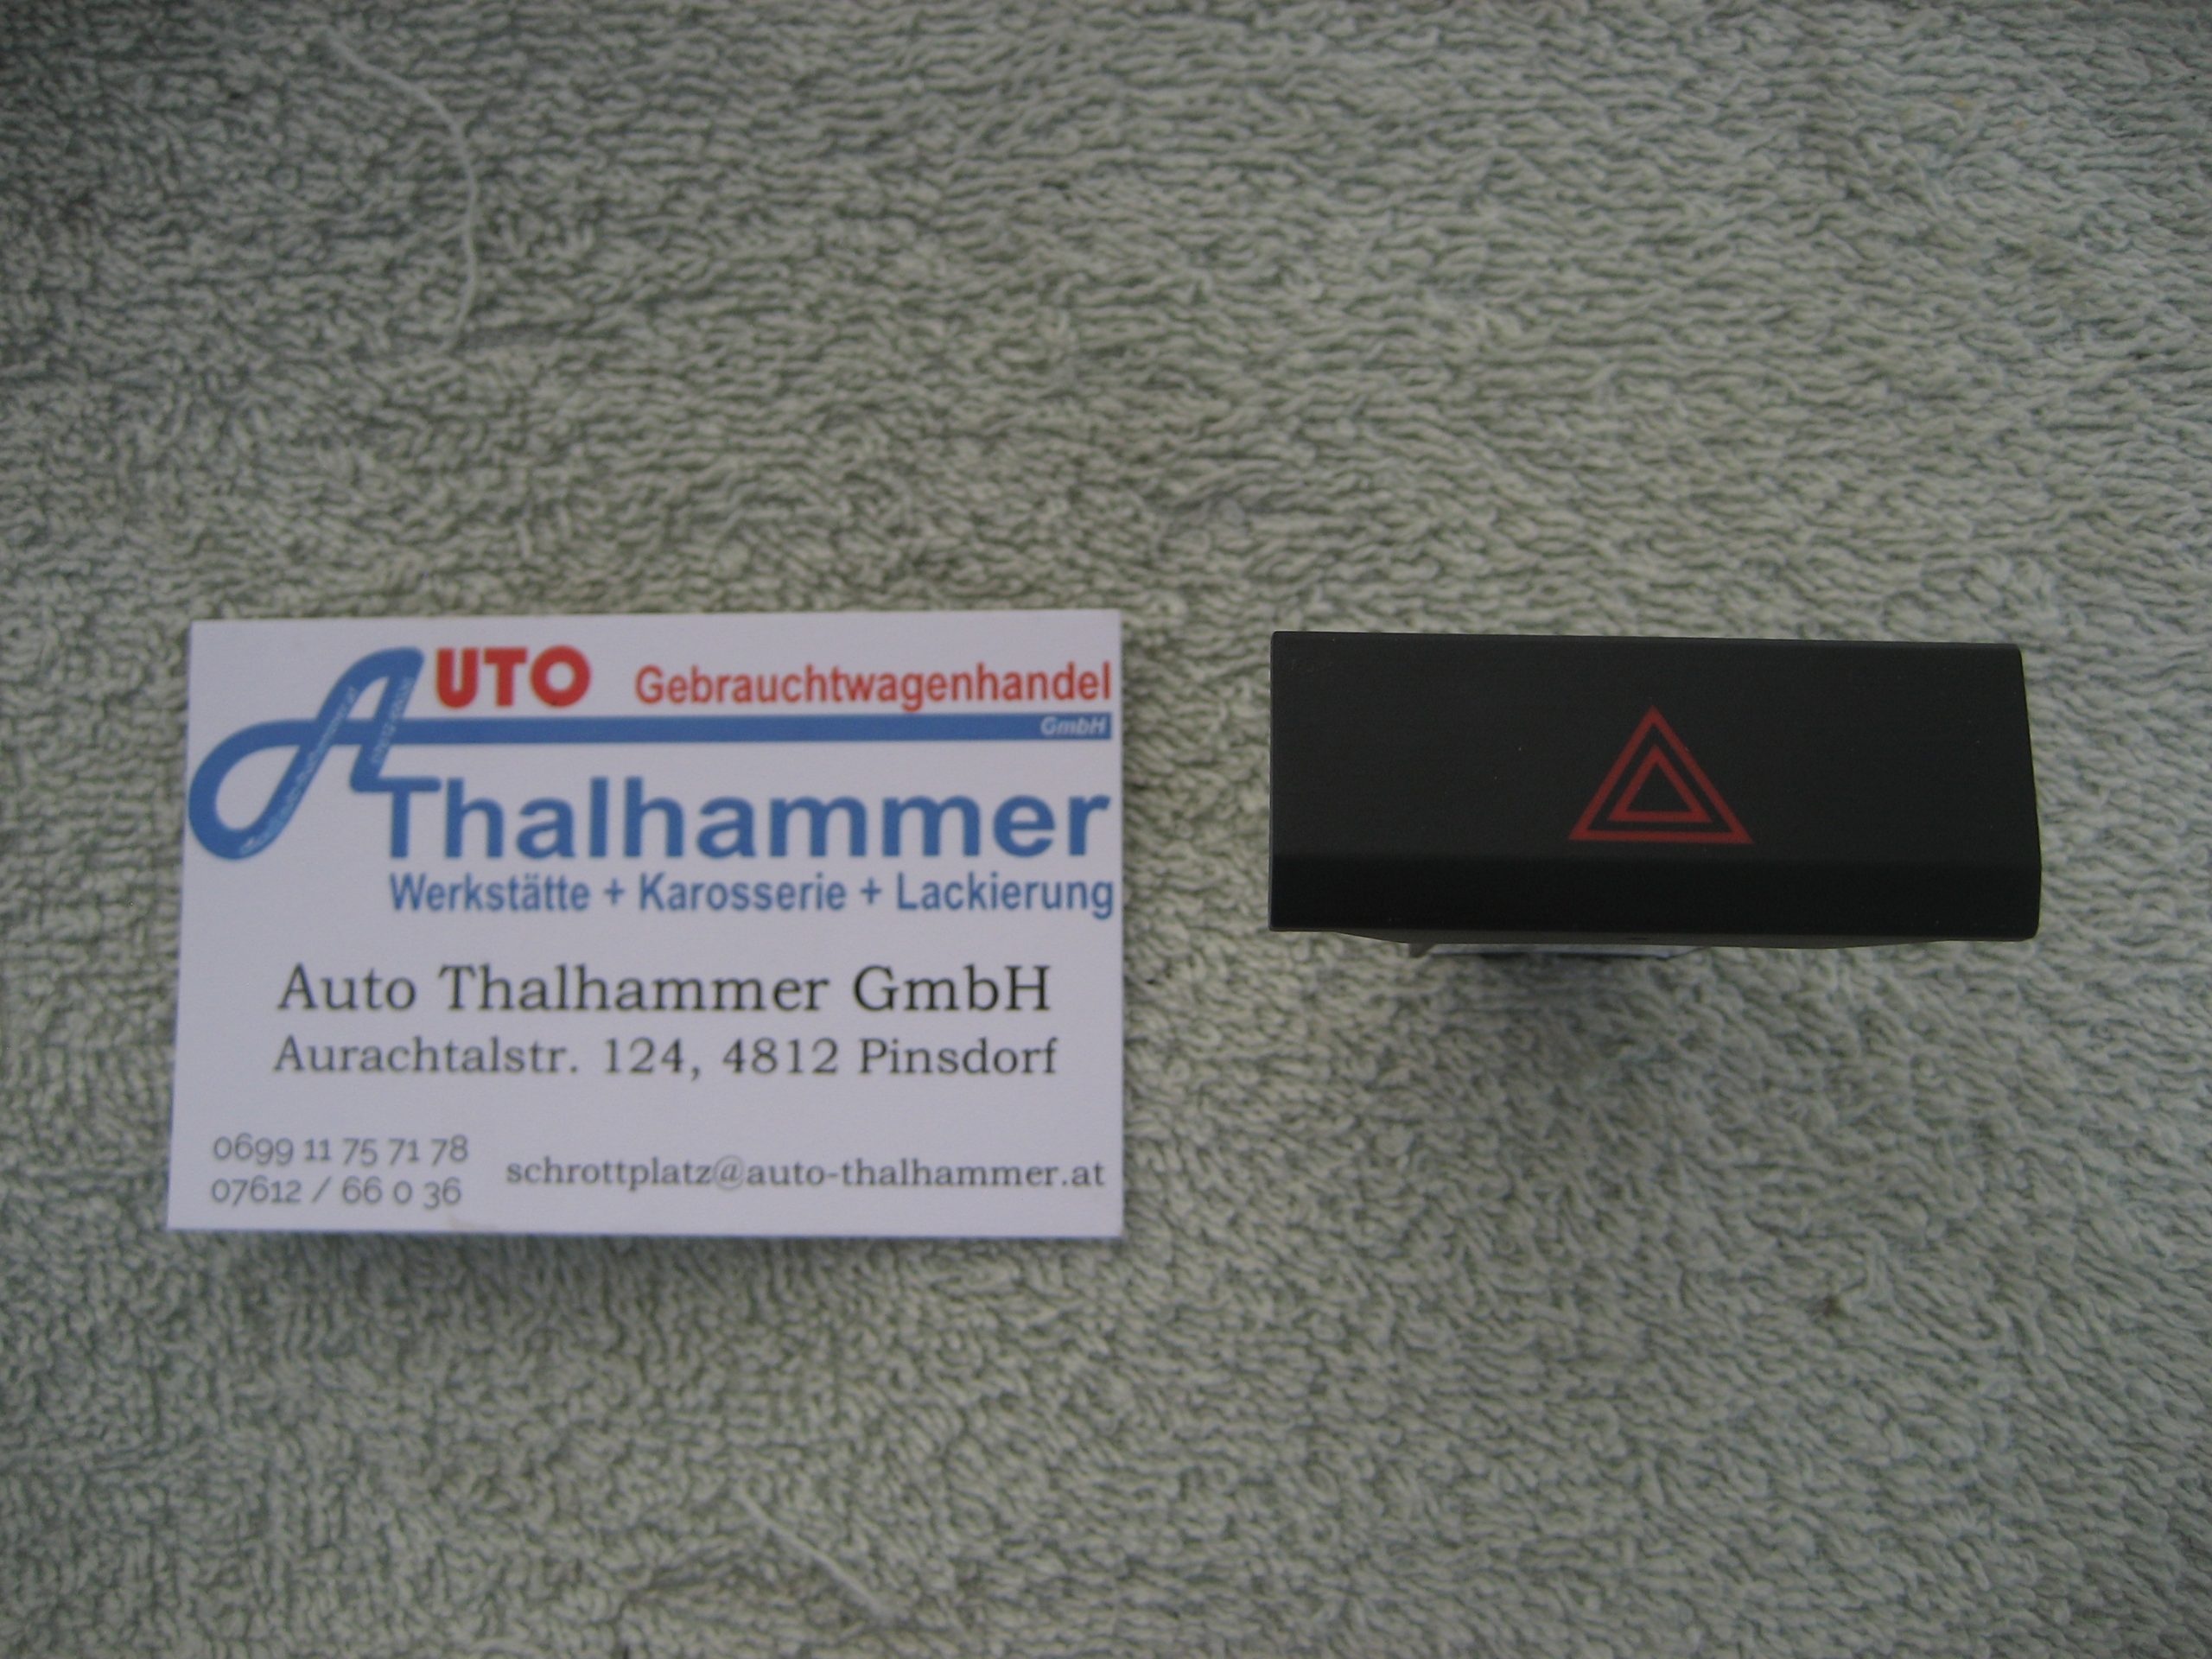 AUTO Gebrauchtwagenhandel
GmbH
Thalhammer
Werkstätte + Karosserie + Lackierung
Auto Thalhammer GmbH
Aurachtalstr. 124, 4812 Pinsdorf
0699 11 75 71 78
07612 / 66 0 36
schrottplatz@auto-thalhammer.at